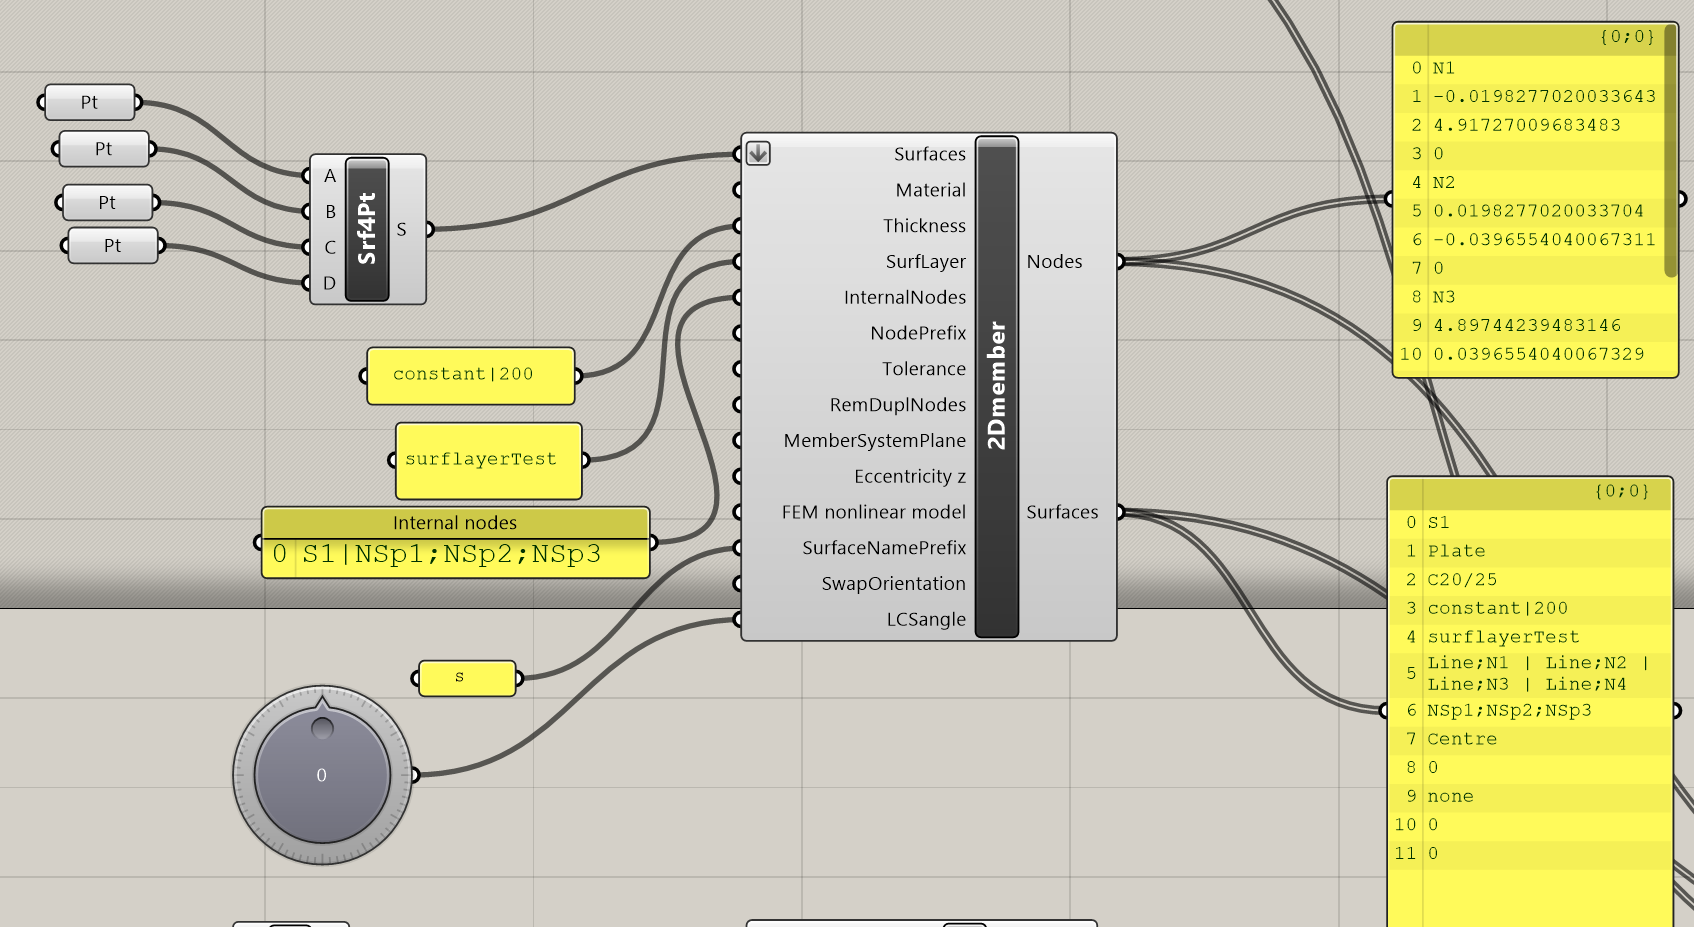 Pt
Pt
Pt
Pt
A
B
C
D
Srf4Pt
S
constant|200
surflayerTest
Internal nodes
0 S1|NSp1;NSp2;NSp3
s
0
Surfaces
Material
Thickness
SurfLayer
InternalNodes
NodePrefix
Tolerance
RemDuplNodes
MemberSystemPlane
Eccentricity z
FEM nonlinear model
SurfaceNamePrefix
SwapOrientation
LCSangle
2Dmember
Nodes
Surfaces
{0;0}
0 N1
1 -0.0198277020033643
2 4.91727009683483
3 0
4 N2
5 0.0198277020033704
6 -0.0396554040067311
7 0
8 N3
9 4.89744239483146
10 0.0396554040067329
{0;0}
0 S1
1 Plate
2 C20/25
3 constant|200
4 surflayerTest
5 Line;N1 | Line;N2 |
Line;N3 | Line;N4
6 NSp1;NSp2;NSp3
7 Centre
8 0
9 none
10 0
11 0